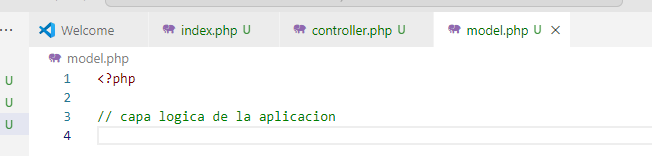 ... Welcome index.php U controller.php U model.php U
model.php
U 1 <?php
U 2
U 3 // capa logica de la aplicacion
4